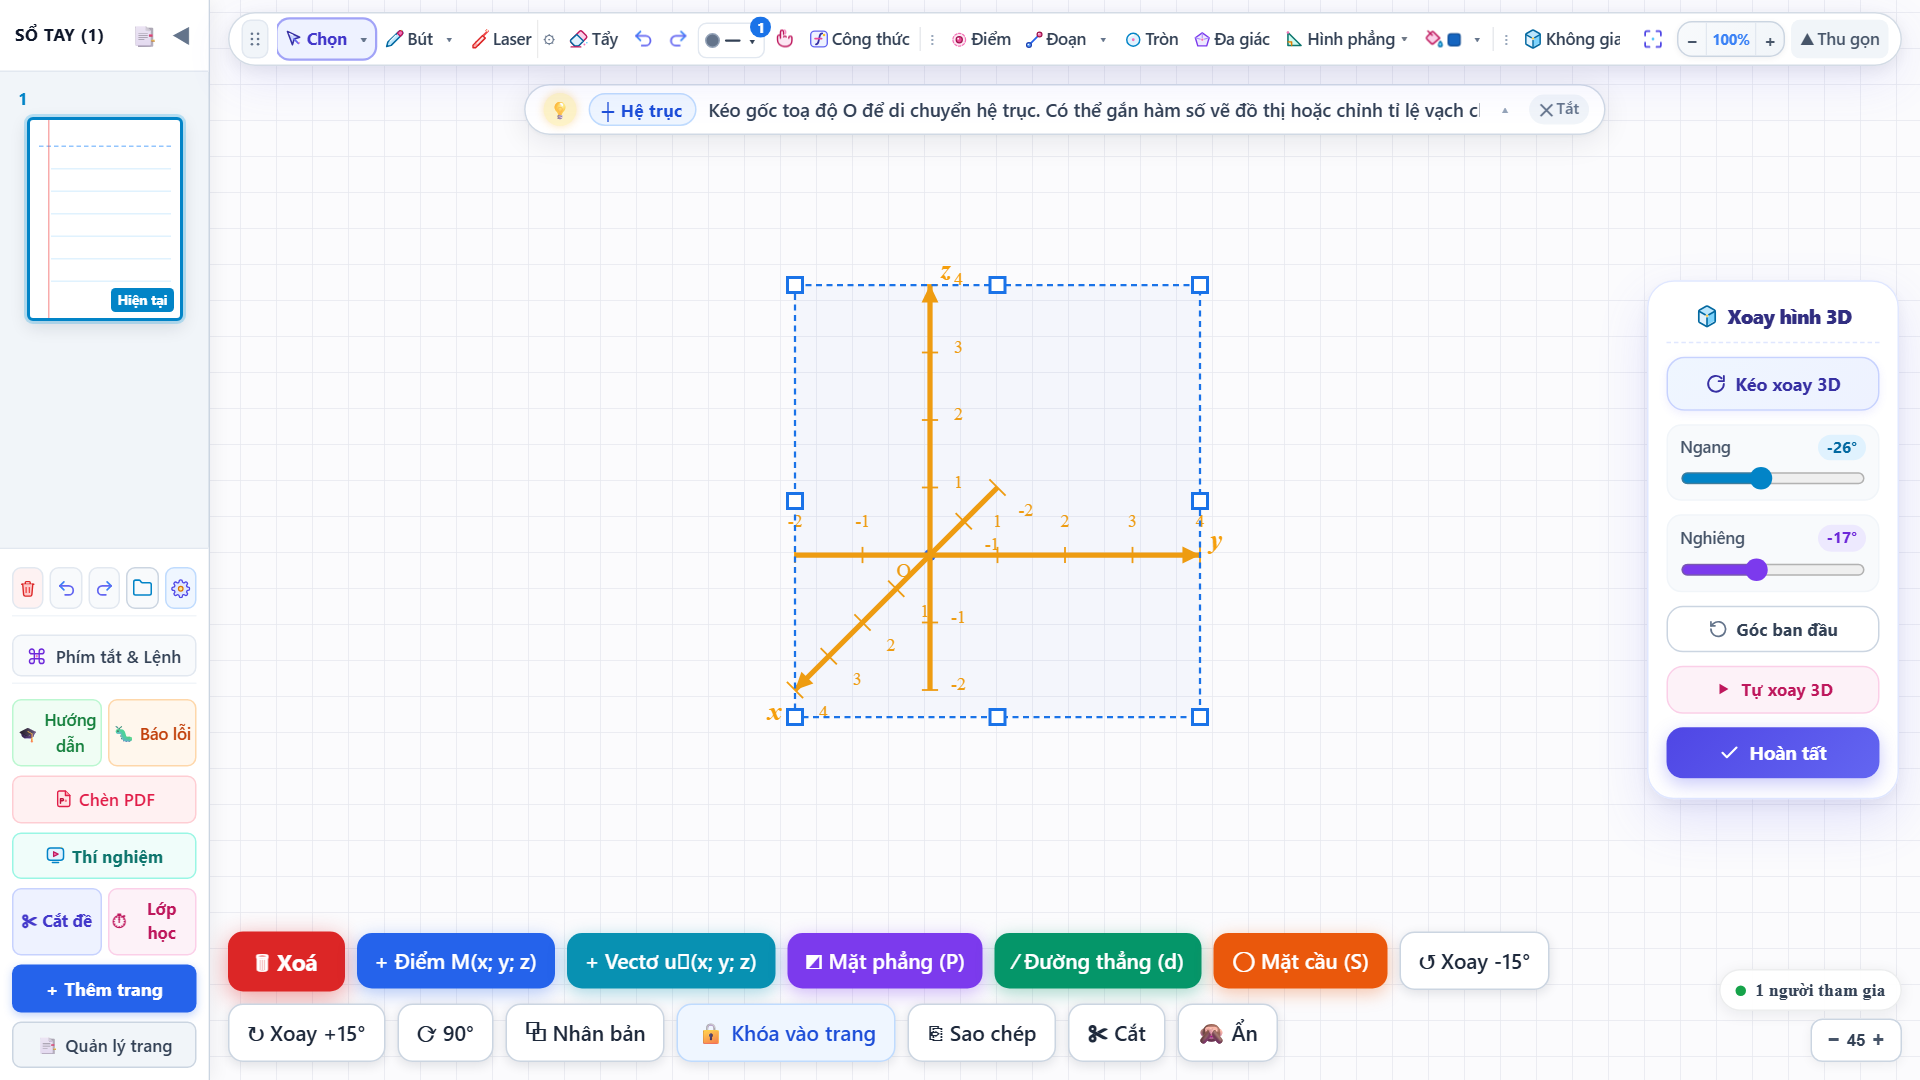 SỔ TAY (1)
1
Hiện tại
Phím tắt & Lệnh
Hướng dẫn
Báo lỗi
Chèn PDF
Thí nghiệm
Cắt đề
Lớp học
+ Thêm trang
Quản lý trang
Chọn
Bút
Laser
Tẩy
1
Công thức
Điểm
Đoạn
Tròn
Đa giác
Hình phẳng
Không gia
− 100% +
Thu gọn
Hệ trục
Kéo gốc toạ độ O để di chuyển hệ trục. Có thể gắn hàm số vẽ đồ thị hoặc chỉnh tỉ lệ vạch c
Tắt
z
4
3
2
1
-2
-2 -1 1 2 3 4
y
-1
O
1
-1
2
3
-2
x
4
Xoay hình 3D
Kéo xoay 3D
Ngang
-26°
Nghiêng
-17°
Góc ban đầu
Tự xoay 3D
Hoàn tất
Xoá
+ Điểm M(x; y; z)
+ Vectơ u(x; y; z)
Mặt phẳng (P)
Đường thẳng (d)
Mặt cầu (S)
Xoay -15°
Xoay +15°
90°
Nhân bản
Khóa vào trang
Sao chép
Cắt
Ẩn
1 người tham gia
− 45 +